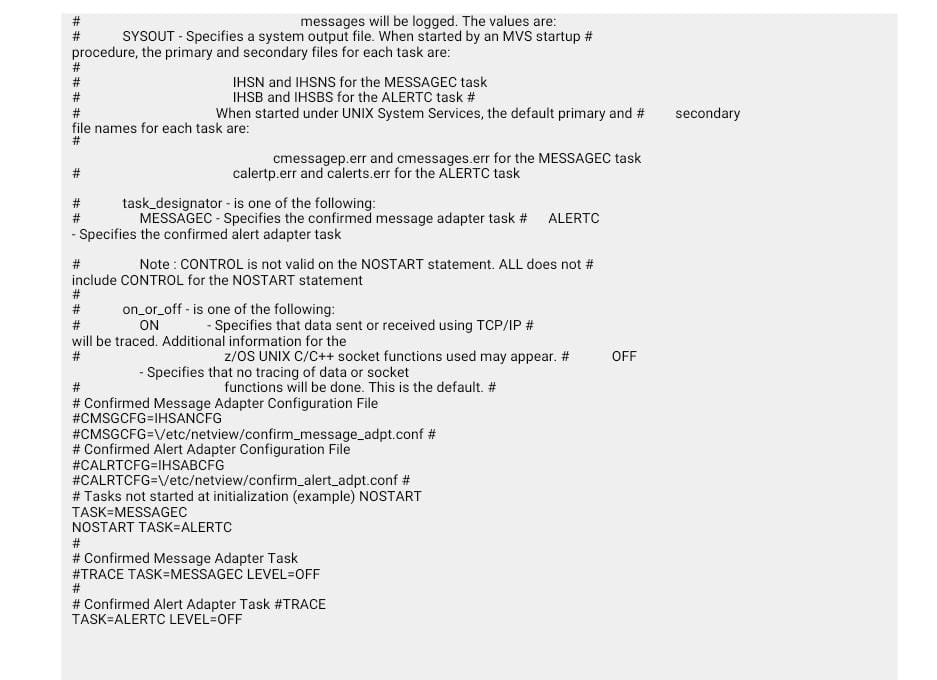 # messages will be logged. The values are:
# SYSOUT - Specifies a system output file. When started by an MVS startup #
procedure, the primary and secondary files for each task are:
#
# IHSN and IHSNS for the MESSAGEC task
# IHSB and IHSBS for the ALERTC task #
# When started under UNIX System Services, the default primary and # secondary
file names for each task are:
#
cmessagep.err and cmessages.err for the MESSAGEC task
# calertp.err and calerts.err for the ALERTC task
# task_designator - is one of the following:
# MESSAGEC - Specifies the confirmed message adapter task # ALERTC
- Specifies the confirmed alert adapter task
# Note : CONTROL is not valid on the NOSTART statement. ALL does not #
include CONTROL for the NOSTART statement
#
# on_or_off - is one of the following:
# ON - Specifies that data sent or received using TCP/IP #
will be traced. Additional information for the
# z/OS UNIX C/C++ socket functions used may appear. # OFF
- Specifies that no tracing of data or socket
# functions will be done. This is the default. #
# Confirmed Message Adapter Configuration File
#CMSGCFG=IHSANCFG
#CMSGCFG=\/etc/netview/confirm_message_adpt.conf #
# Confirmed Alert Adapter Configuration File
#CALRTCFG=IHSABCFG
#CALRTCFG=\/etc/netview/confirm_alert_adpt.conf #
# Tasks not started at initialization (example) NOSTART
TASK=MESSAGEC
NOSTART TASK=ALERTC
#
# Confirmed Message Adapter Task
#TRACE TASK=MESSAGEC LEVEL=OFF
#
# Confirmed Alert Adapter Task #TRACE
TASK=ALERTC LEVEL=OFF